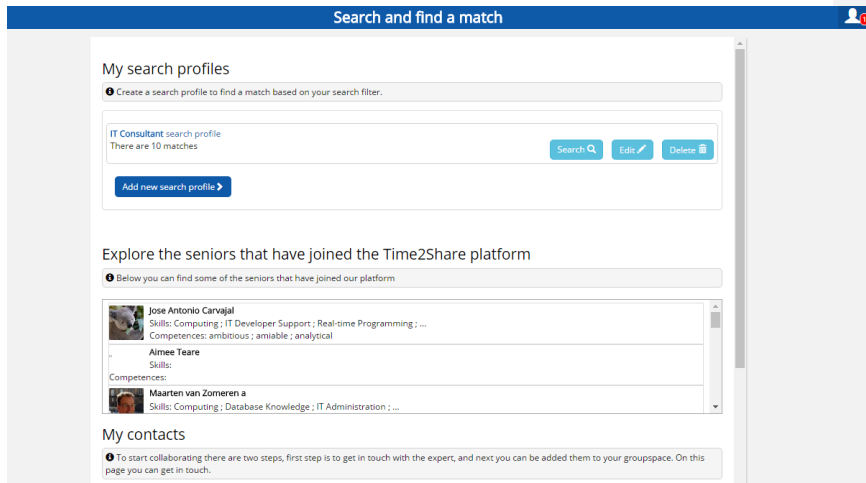 Search and find a match
My search profiles
Create a search profile to find a match based on your search filter.
IT Consultant search profile
There are 10 matches
Search
Edit
Delete
Add new search profile
Explore the seniors that have joined the Time2Share platform
Below you can find some of the seniors that have joined our platform
Jose Antonio Carvajal
Skills: Computing ; IT Developer Support ; Real-time Programming ; ...
Competences: ambitious ; amiable ; analytical
Aimee Teare
Skills:
Competences:
Maarten van Zomeren a
Skills: Computing ; Database Knowledge ; IT Administration ; ...
My contacts
To start collaborating there are two steps, first step is to get in touch with the expert, and next you can be added them to your groupspace. On this
page you can get in touch.